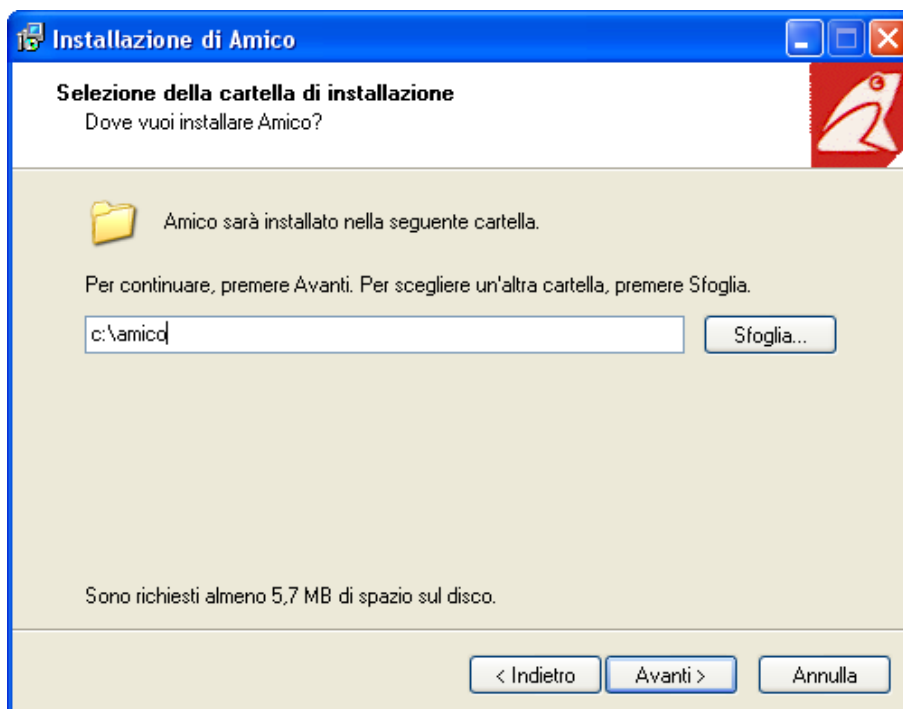 Installazione di Amico
Selezione della cartella di installazione
Dove vuoi installare Amico?
Amico sarà installato nella seguente cartella.
Per continuare, premere Avanti. Per scegliere un'altra cartella, premere Sfoglia.
c:\amico
Sfoglia...
Sono richiesti almeno 5,7 MB di spazio sul disco.
< Indietro
Avanti >
Annulla